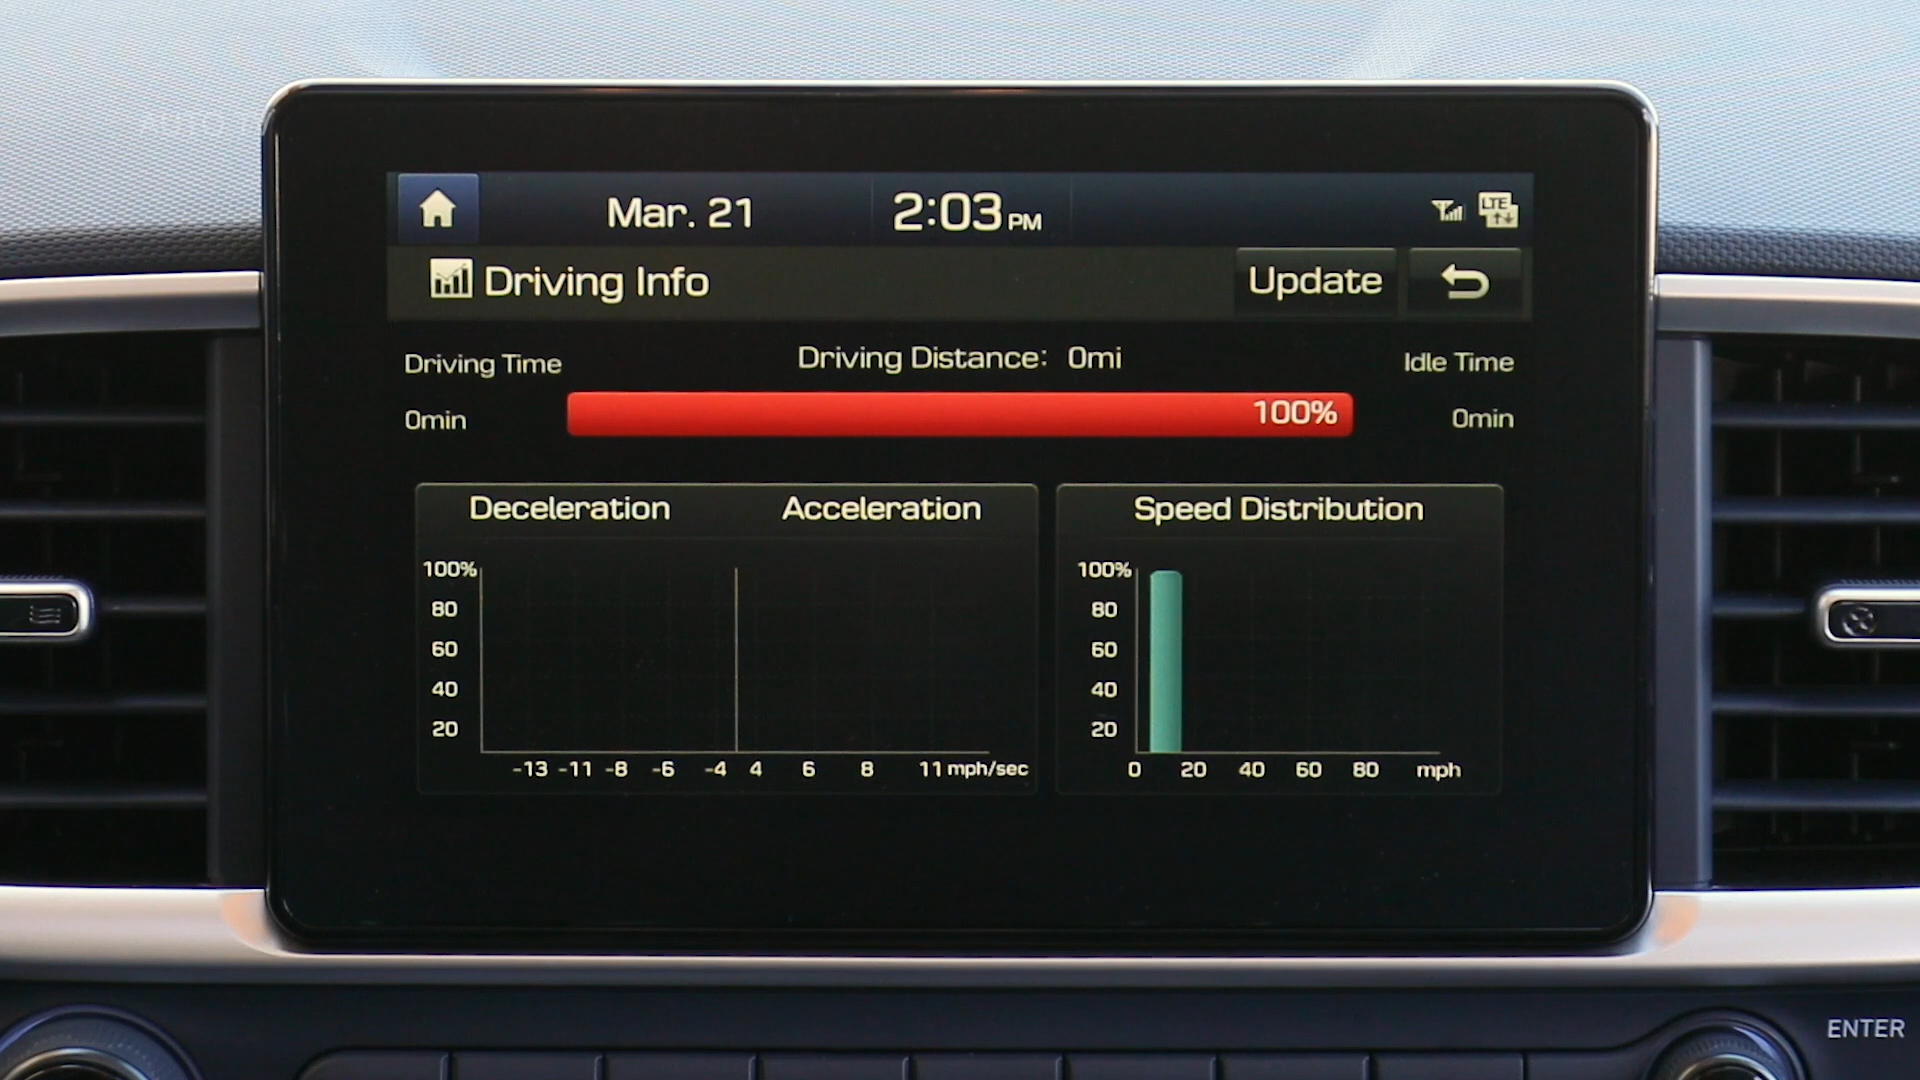 Mar. 21 2:03 PM LTE
Driving Info Update
Driving Time Driving Distance: 0mi Idle Time
0min 100% 0min
Deceleration Acceleration
100%
80
60
40
20
-13 -11 -8 -6 -4 4 6 8 11 mph/sec
Speed Distribution
100%
80
60
40
20
0 20 40 60 80 mph
ENTER